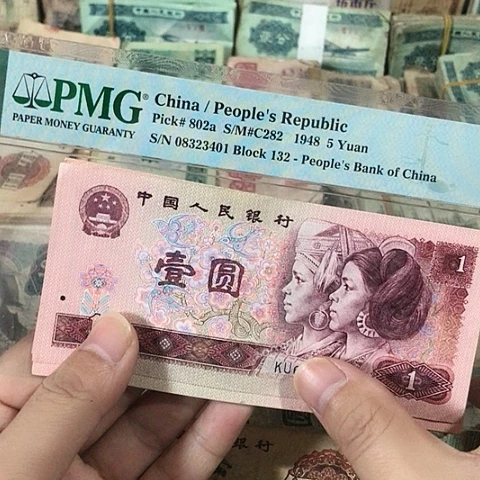 PMG
PAPER MONEY GUARANTY
China / People's Republic
Pick# 802a S/M#C282 1948 5 Yuan
S/N 08323401 Block 132 - People's Bank of China
中国人民银行
壹圆
1
1